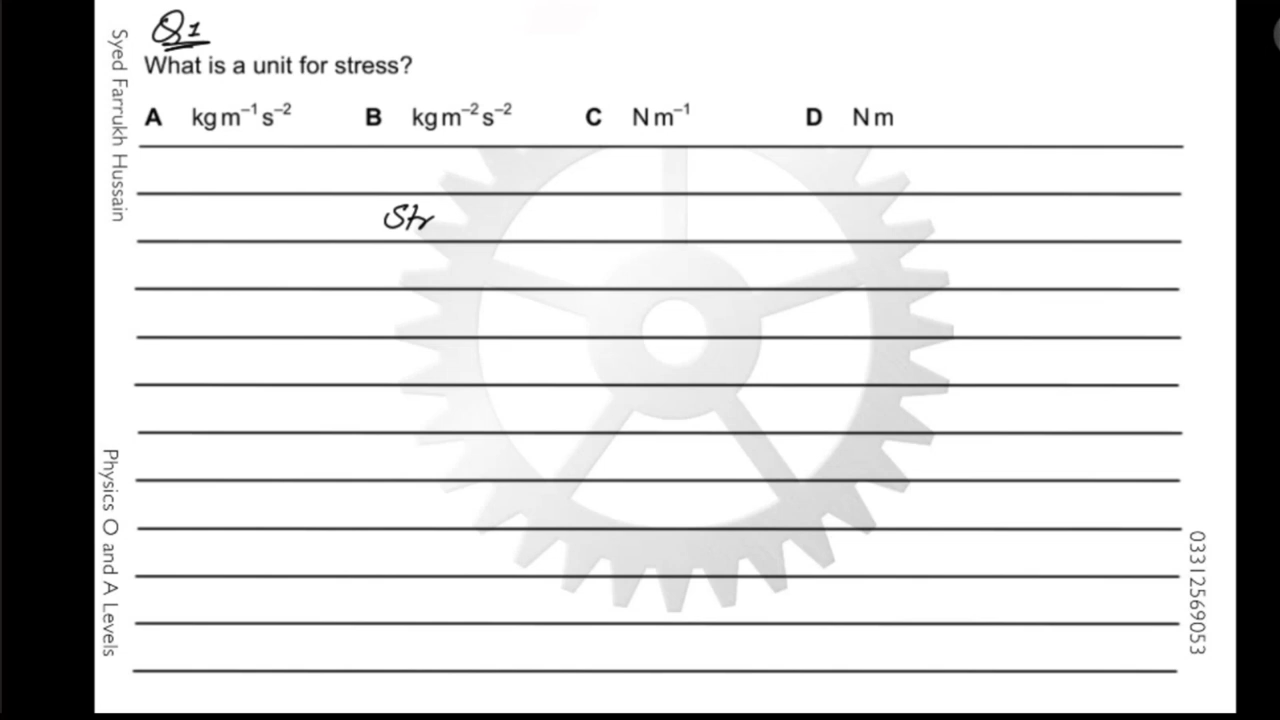 Q1
What is a unit for stress?
A kg m⁻¹ s⁻² B kg m⁻² s⁻² C N m⁻¹ D N m
Str
Syed Farrukh Hussain
Physics O and A Levels
03312569053